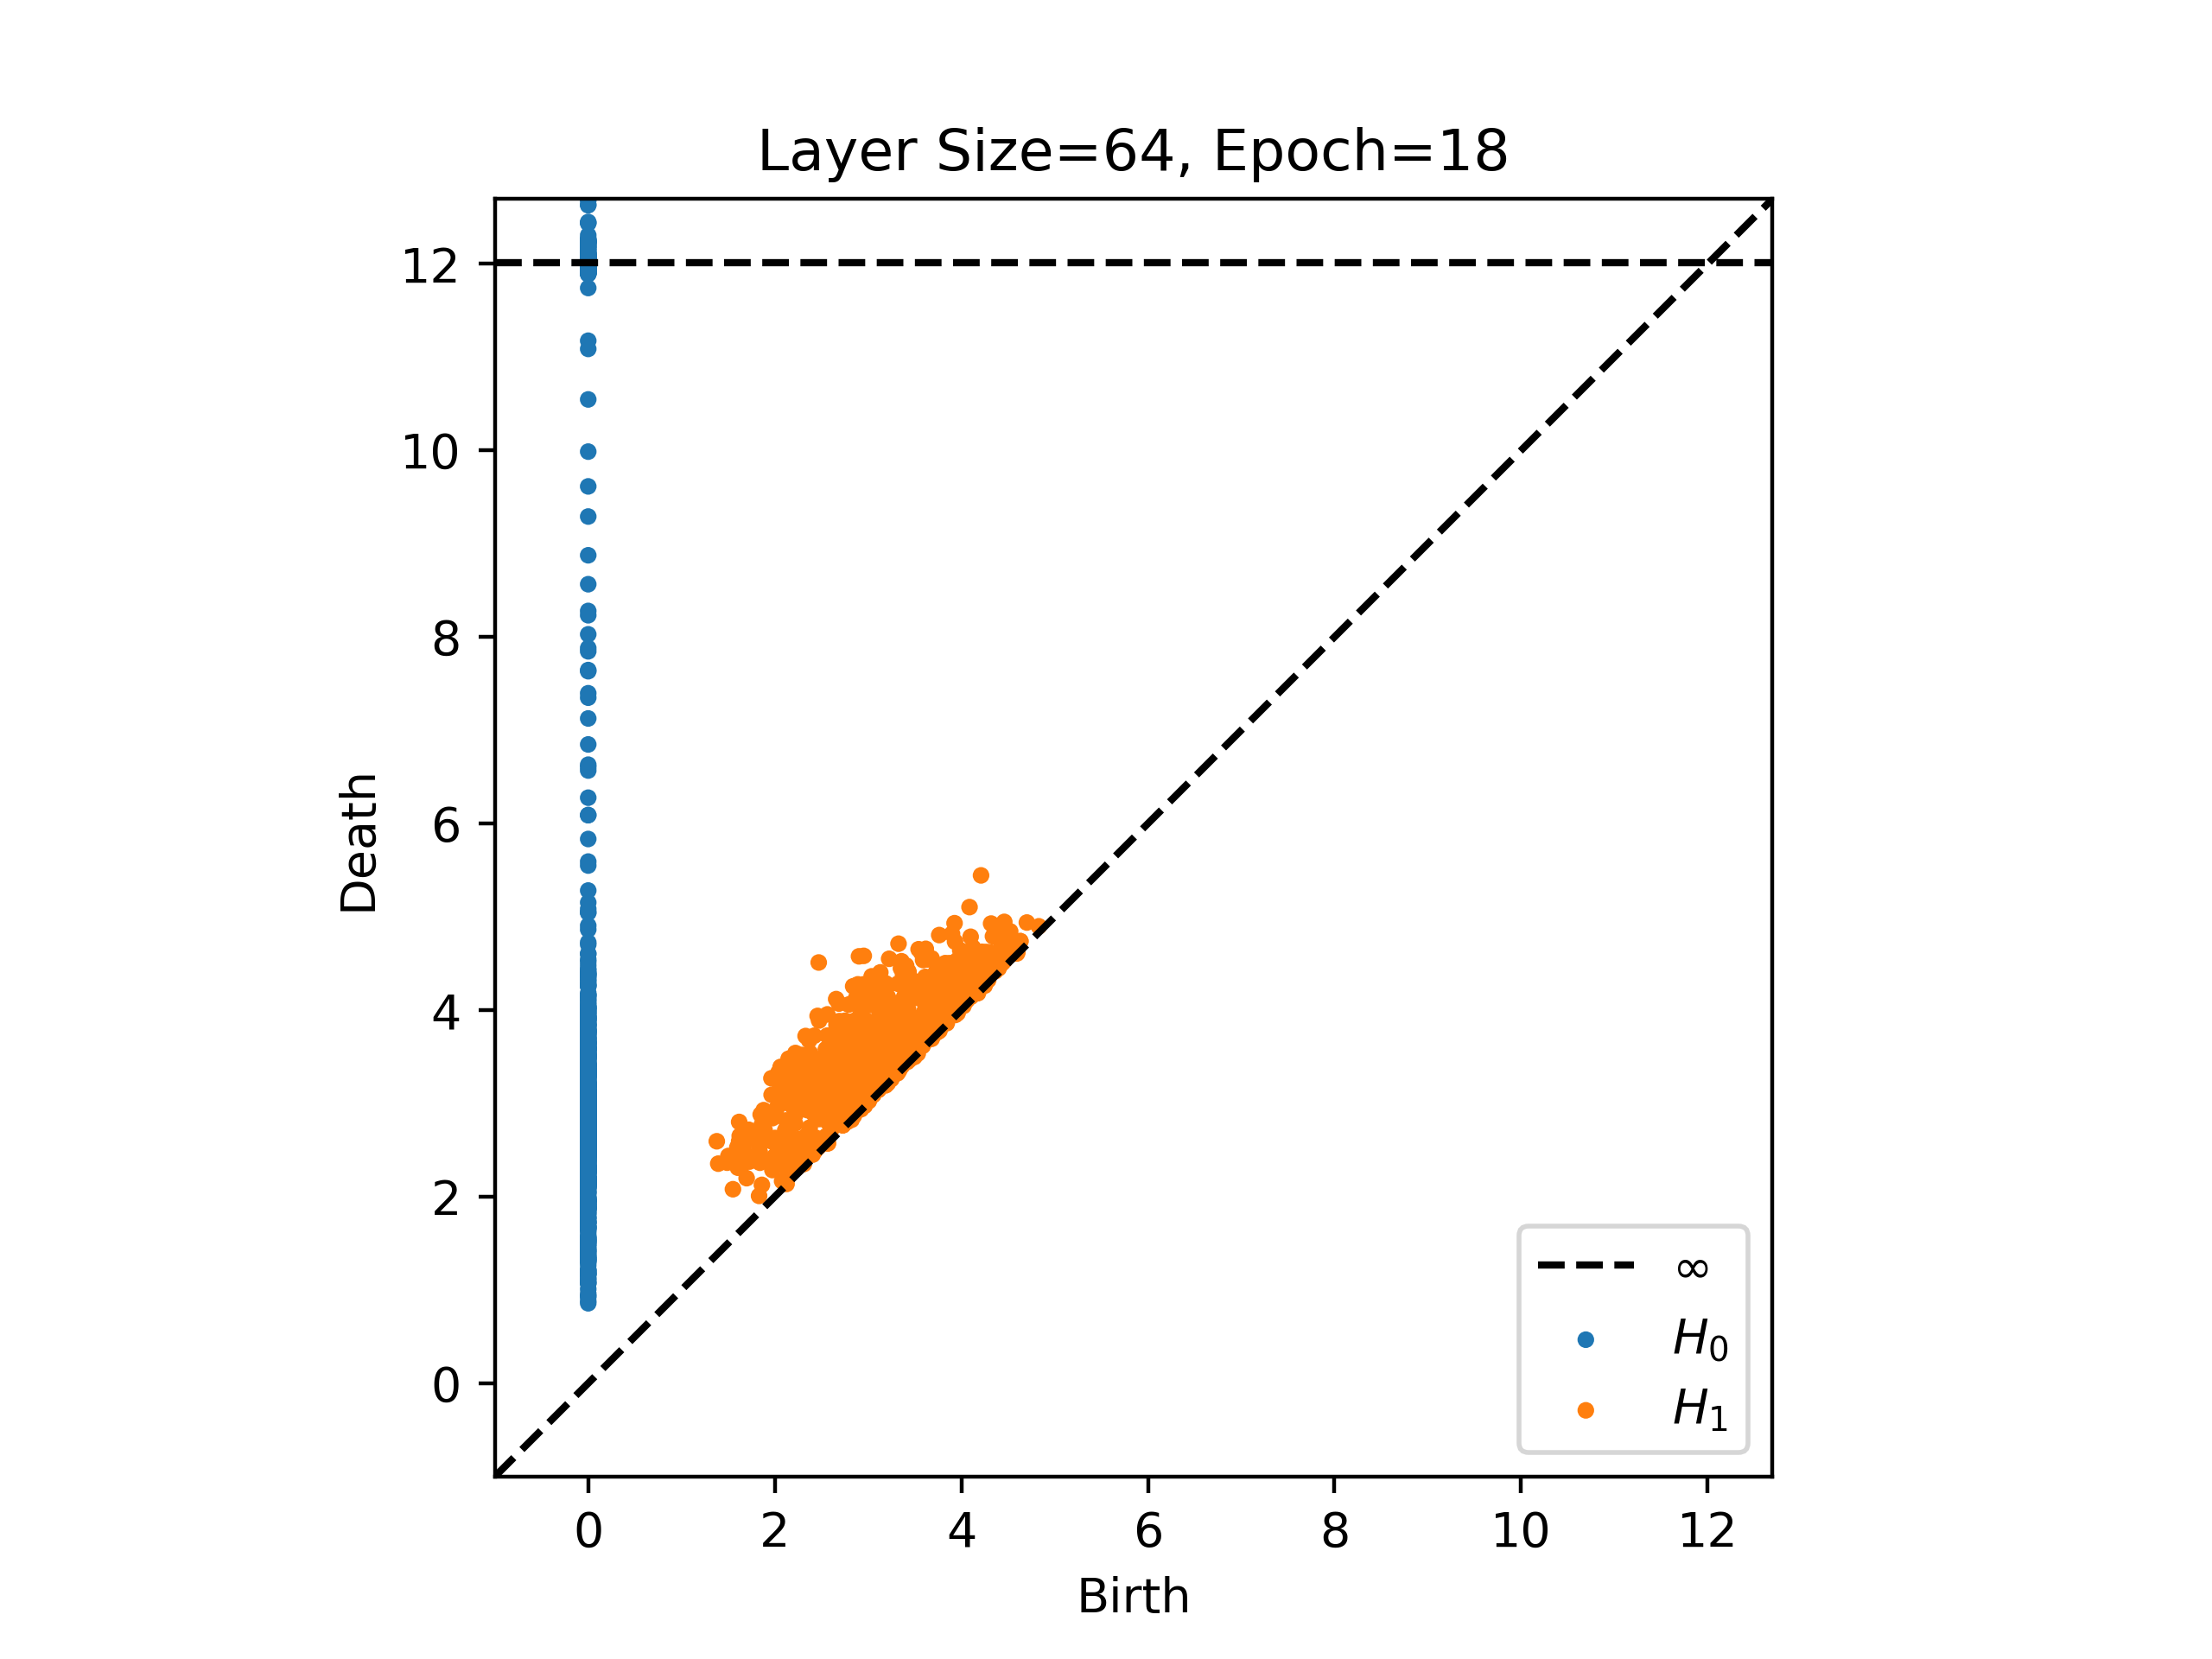 Layer Size=64, Epoch=18
12
10
8
6
4
2
0
Death
0 2 4 6 8 10 12
Birth
∞
H₀
H₁